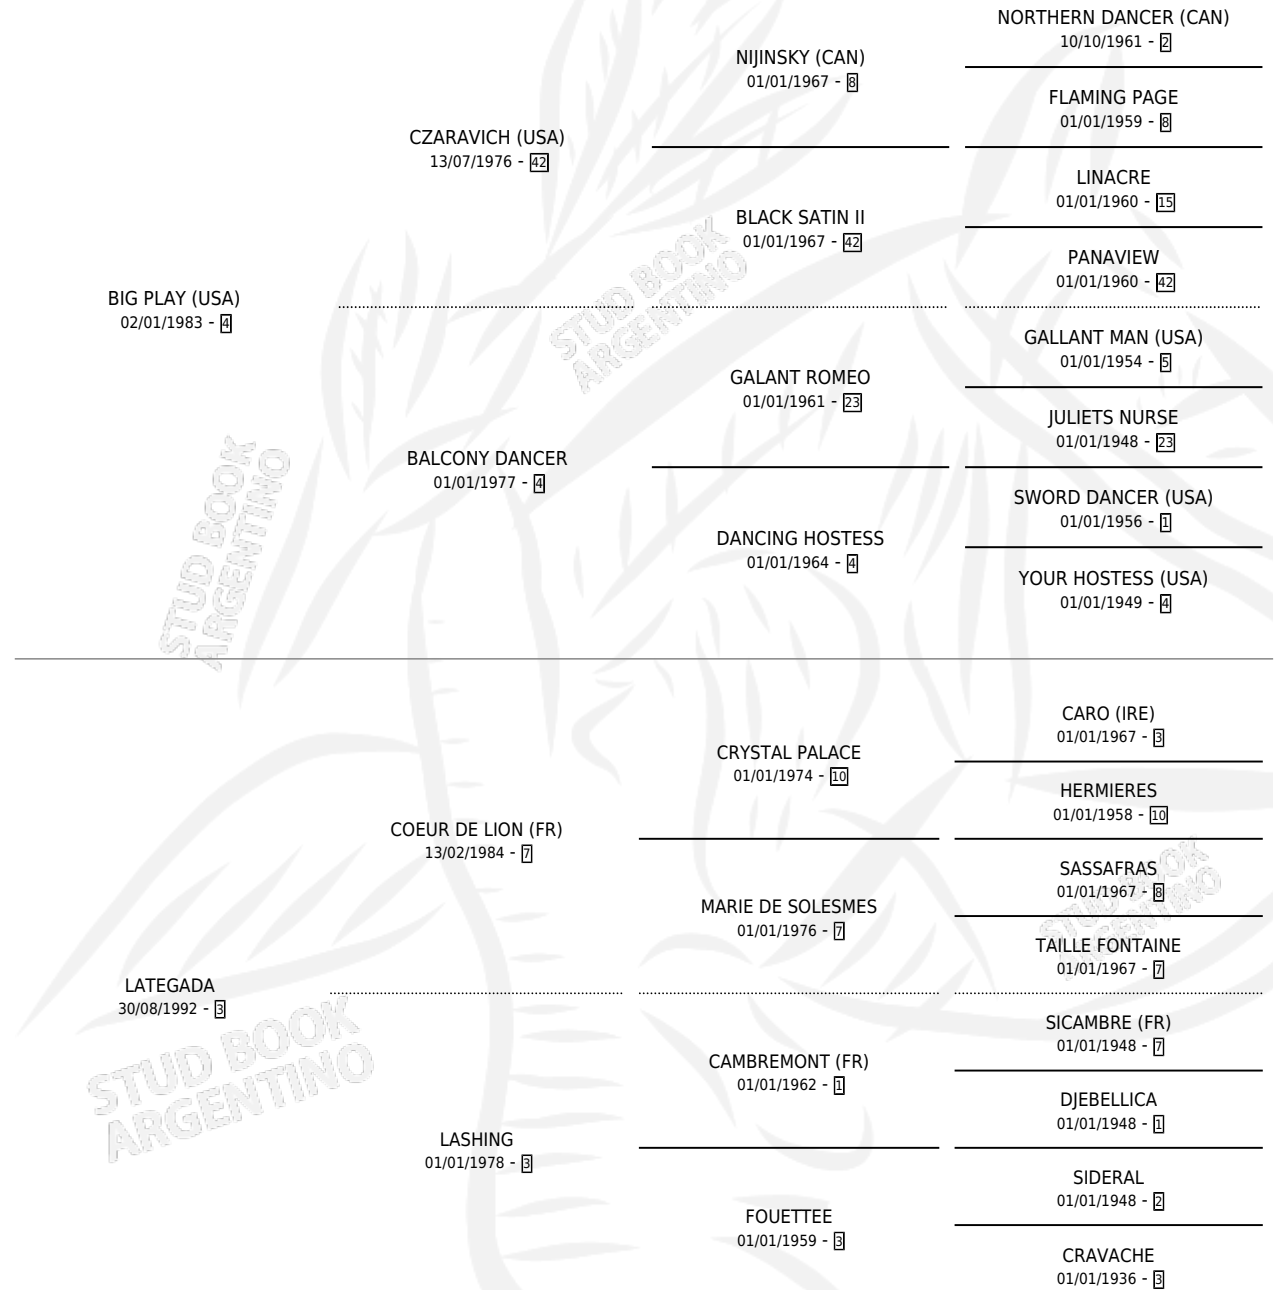 NORTHERN DANCER (CAN)
10/10/1961 - 2
NIJINSKY (CAN)
01/01/1967 - 8
FLAMING PAGE
01/01/1959 - 8
CZARAVICH (USA)
13/07/1976 - 42
LINACRE
01/01/1960 - 15
BLACK SATIN II
01/01/1967 - 42
PANAVIEW
01/01/1960 - 42
BIG PLAY (USA)
02/01/1983 - 4
GALLANT MAN (USA)
01/01/1954 - 5
GALANT ROMEO
01/01/1961 - 23
JULIETS NURSE
01/01/1948 - 23
BALCONY DANCER
01/01/1977 - 4
SWORD DANCER (USA)
01/01/1956 - 1
DANCING HOSTESS
01/01/1964 - 4
YOUR HOSTESS (USA)
01/01/1949 - 4
STUD BOOK
ARGENTINO
STUD BOOK
ARGENTINO
CARO (IRE)
01/01/1967 - 3
CRYSTAL PALACE
01/01/1974 - 10
HERMIERES
01/01/1958 - 10
COEUR DE LION (FR)
13/02/1984 - 7
SASSAFRAS
01/01/1967 - 8
MARIE DE SOLESMES
01/01/1976 - 7
TAILLE FONTAINE
01/01/1967 - 7
STUD BOOK
ARGENTINO
LATEGADA
30/08/1992 - 3
SICAMBRE (FR)
01/01/1948 - 7
CAMBREMONT (FR)
01/01/1962 - 1
DJEBELLICA
01/01/1948 - 1
LASHING
01/01/1978 - 3
SIDERAL
01/01/1948 - 2
FOUETTEE
01/01/1959 - 3
CRAVACHE
01/01/1936 - 3
STUD BOOK
ARGENTINO